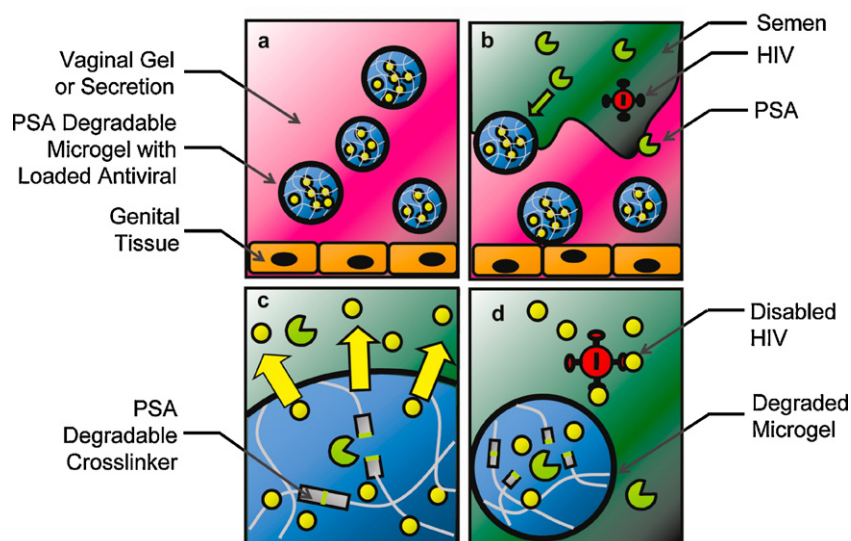 a
Vaginal Gel
or Secretion
PSA Degradable
Microgel with
Loaded Antiviral
Genital
Tissue
b
Semen
HIV
PSA
c
PSA
Degradable
Crosslinker
d
Disabled
HIV
Degraded
Microgel